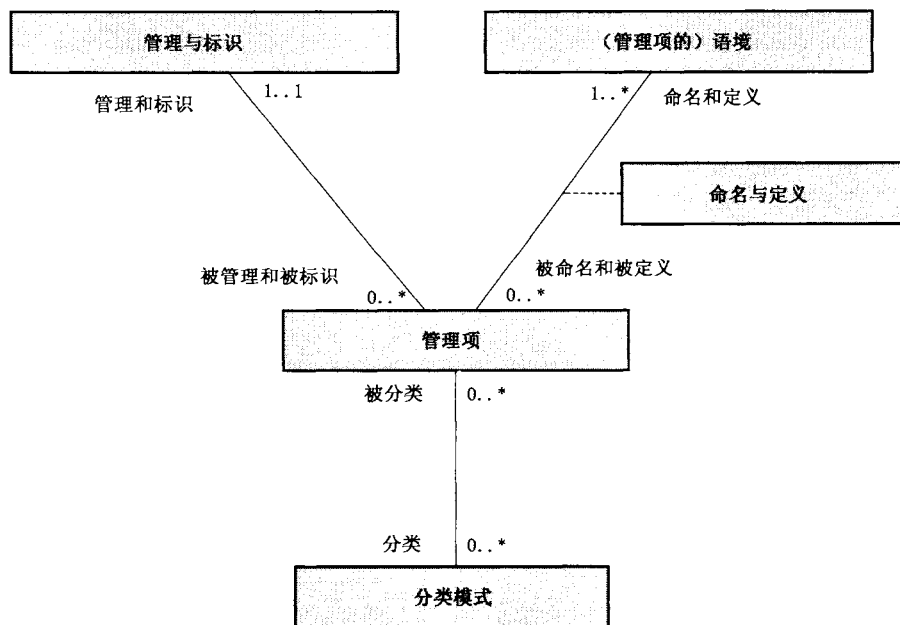 管理与标识
（管理项的）语境
管理和标识
1..1
1..*
命名和定义
命名与定义
被管理和被标识
0..*
被命名和被定义
0..*
管理项
被分类
0..*
分类
0..*
分类模式